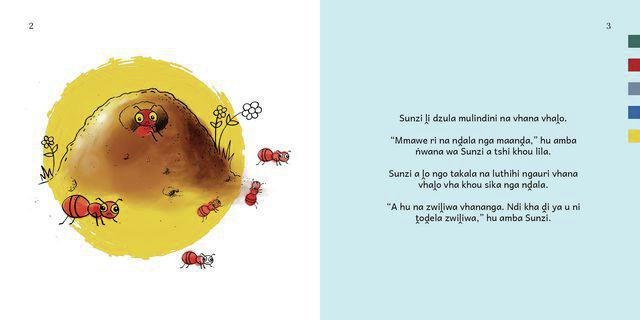 2
3
Sunzi ḽi dzula mulindini na vhana vhaḽo.
“Mmawe ri na nḓala nga maanḓa,” hu amba
ṅwana wa Sunzi a tshi khou lila.
Sunzi a ḽo ngo takala na luthihi ngauri vhana
vhaḽo vha khou sika nga nḓala.
“A hu na zwiḽiwa vhananga. Ndi kha ḓi ya u ni
ṱoḓela zwiḽiwa,” hu amba Sunzi.